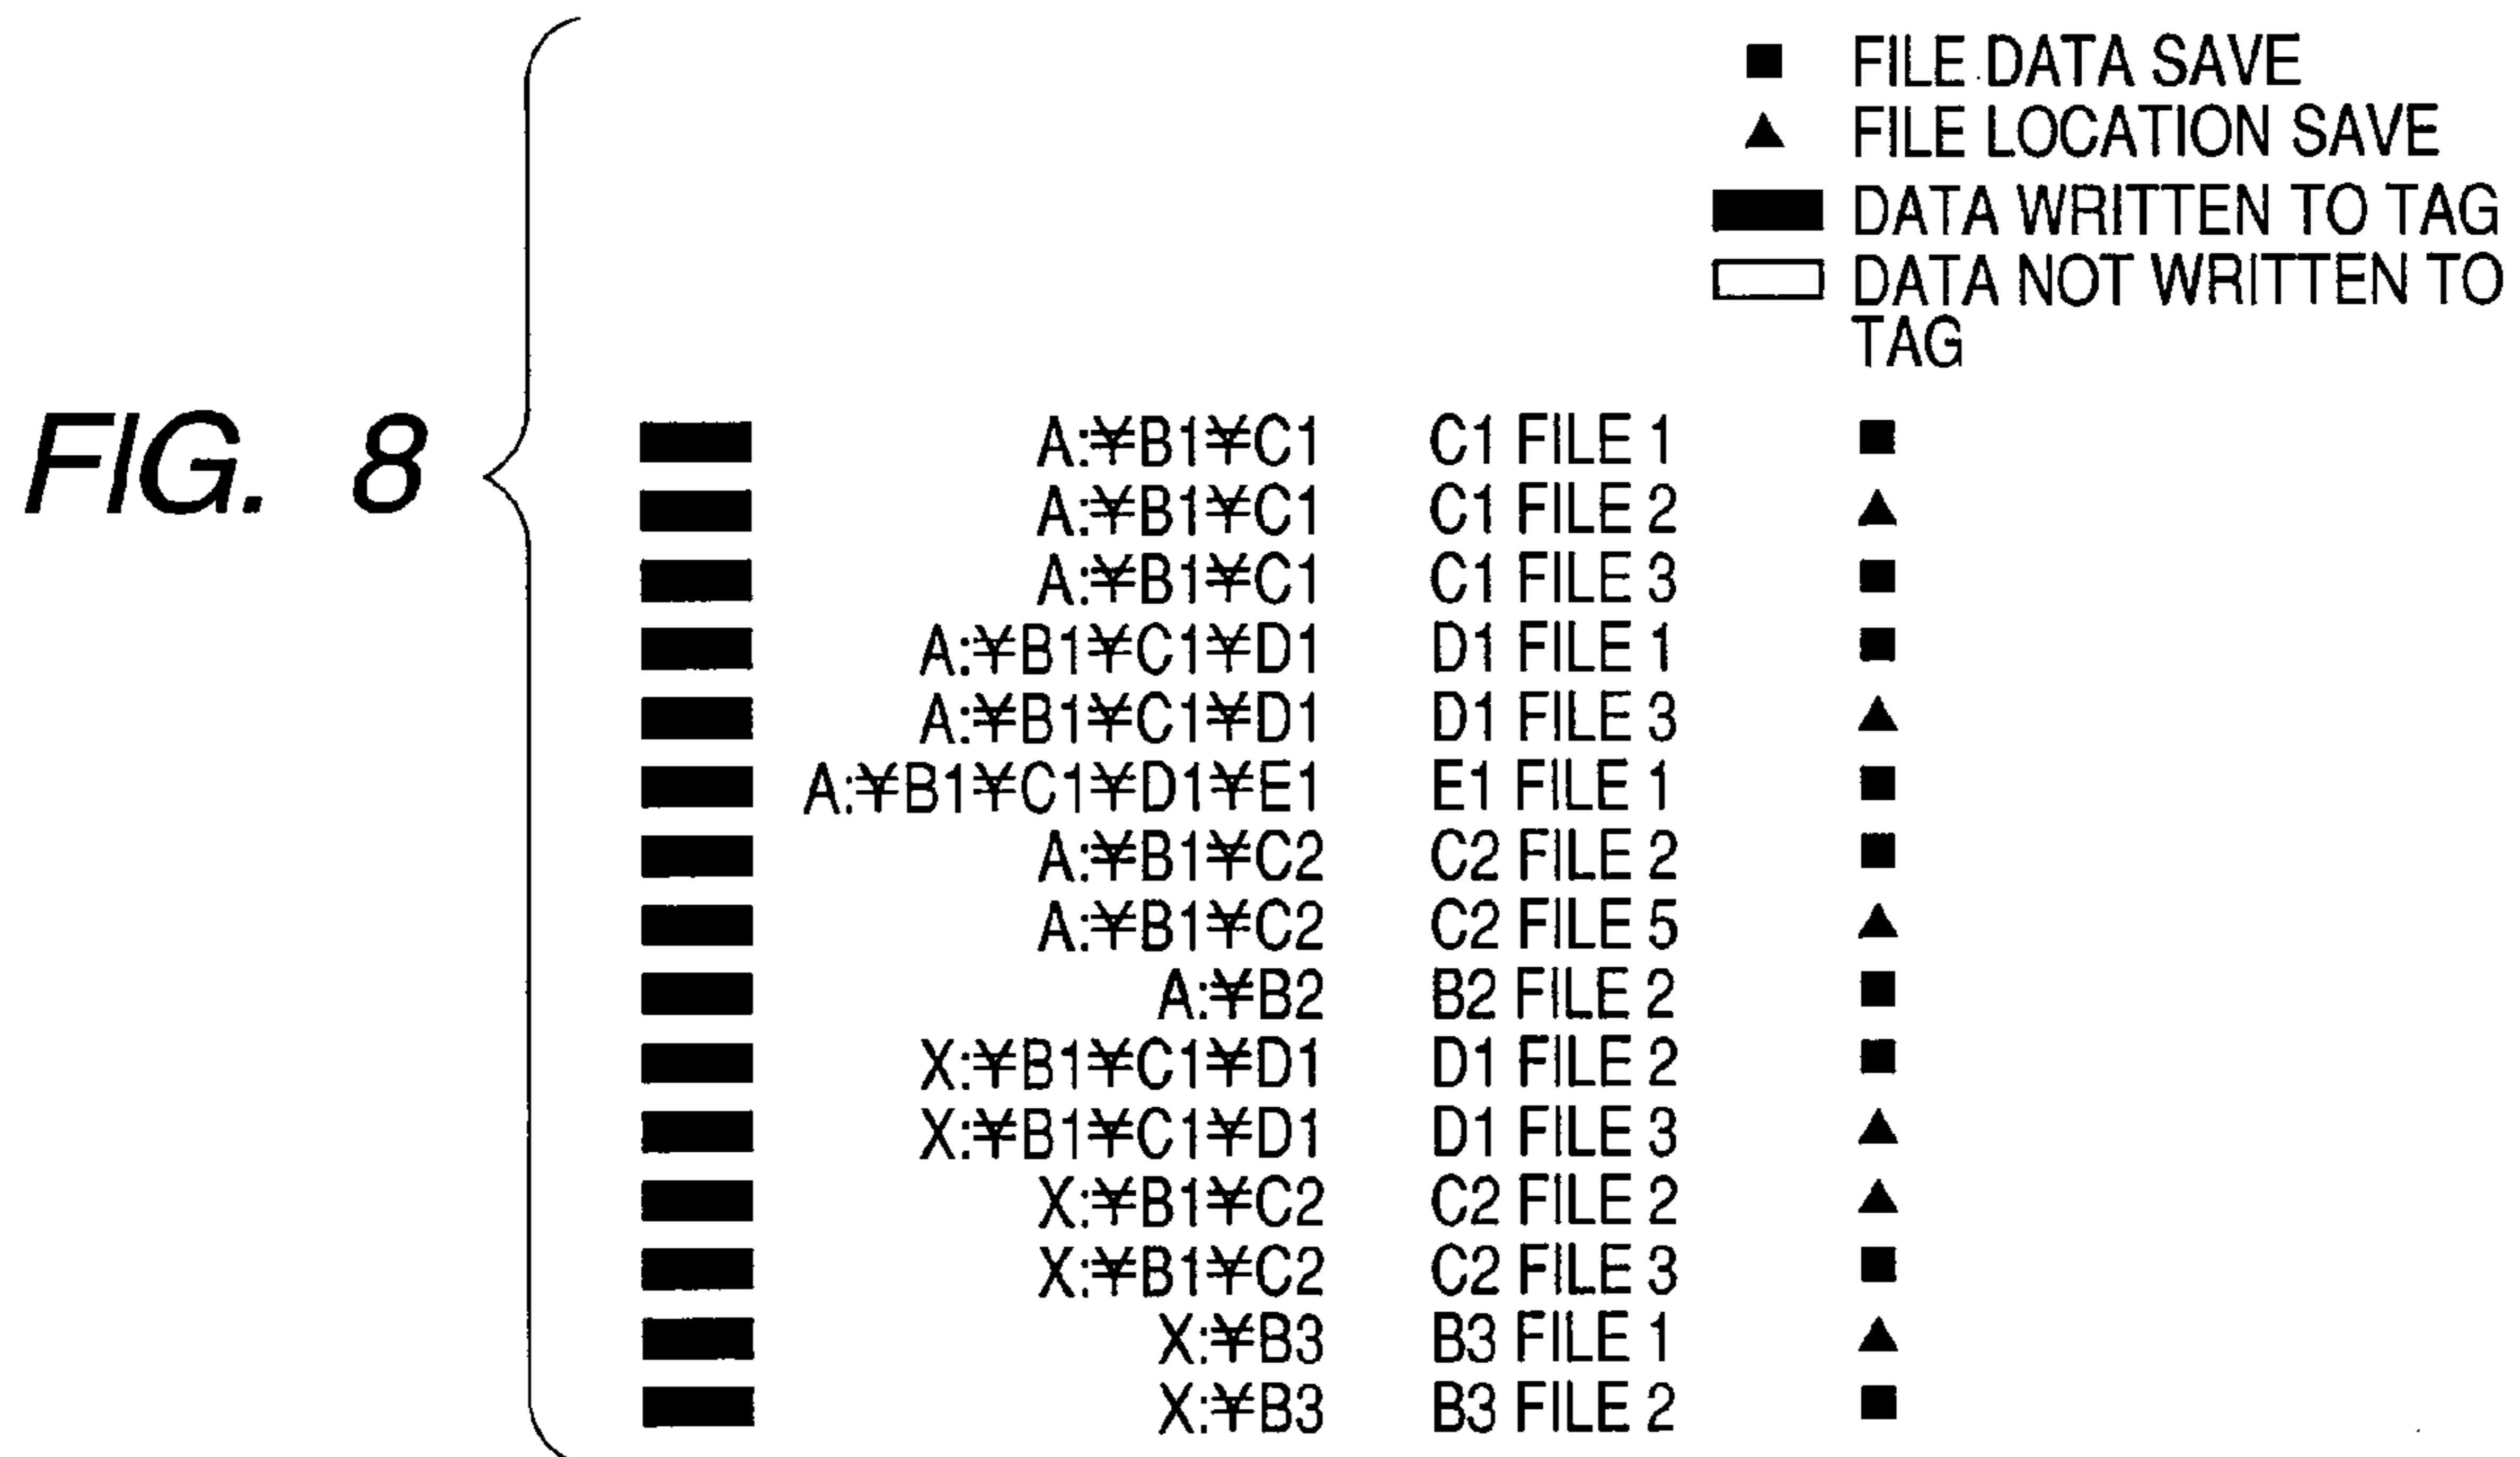 ■ FILE DATA SAVE
▲ FILE LOCATION SAVE
DATA WRITTEN TO TAG
DATA NOT WRITTEN TO
TAG
FIG. 8
A:¥B1¥C1 C1 FILE 1 ■
A:¥B1¥C1 C1 FILE 2 ▲
A:¥B1¥C1 C1 FILE 3 ■
A:¥B1¥C1¥D1 D1 FILE 1 ■
A:¥B1¥C1¥D1 D1 FILE 3 ▲
A:¥B1¥C1¥D1¥E1 E1 FILE 1 ■
A:¥B1¥C2 C2 FILE 2 ■
A:¥B1¥C2 C2 FILE 5 ▲
A:¥B2 B2 FILE 2 ■
X:¥B1¥C1¥D1 D1 FILE 2 ■
X:¥B1¥C1¥D1 D1 FILE 3 ▲
X:¥B1¥C2 C2 FILE 2 ▲
X:¥B1¥C2 C2 FILE 3 ■
X:¥B3 B3 FILE 1 ▲
X:¥B3 B3 FILE 2 ■